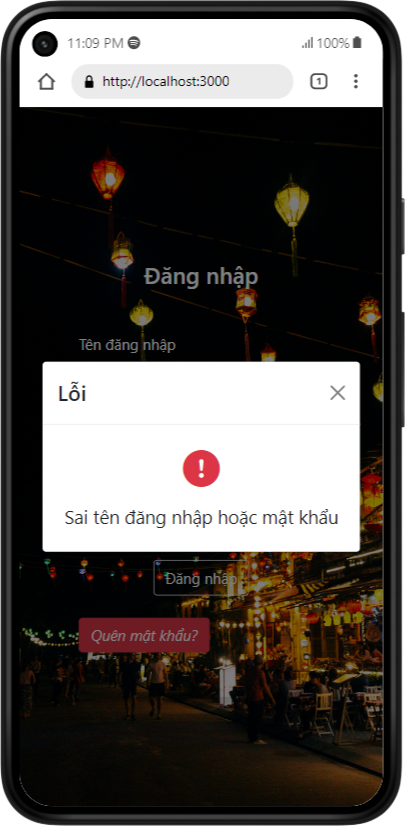 11:09 PM
100%
http://localhost:3000
1
Đăng nhập
Tên đăng nhập
Lỗi
Sai tên đăng nhập hoặc mật khẩu
Đăng nhập
Quên mật khẩu?